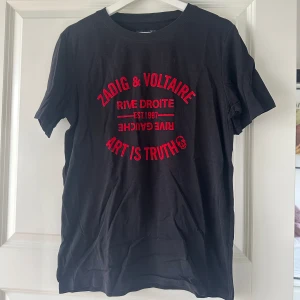 ZADIG & VOLTAIRE
RIVE DROITE
EST 1997
RIVE GAUCHE
ART IS TRUTH